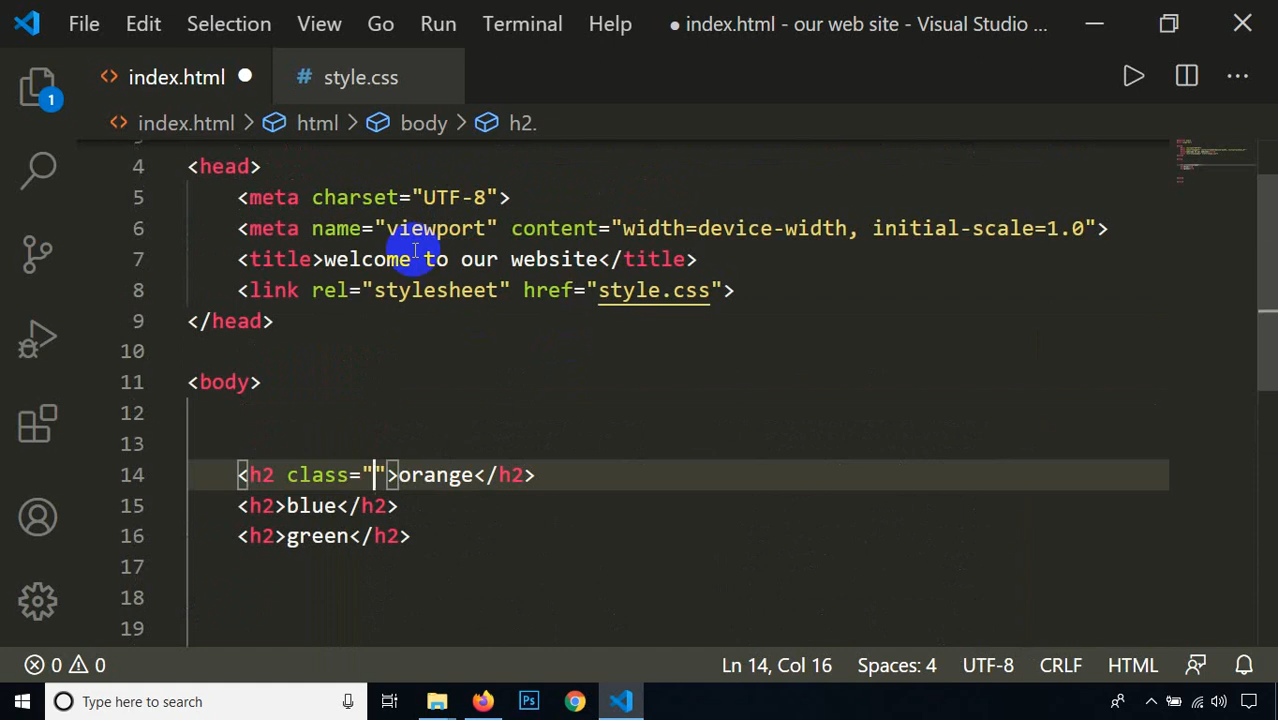 File Edit Selection View Go Run Terminal Help ● index.html - our web site - Visual Studio ...
index.html ● # style.css
index.html > html > body > h2.
4 <head>
5 <meta charset="UTF-8">
6 <meta name="viewport" content="width=device-width, initial-scale=1.0">
7 <title>welcome to our website</title>
8 <link rel="stylesheet" href="style.css">
9 </head>
10
11 <body>
12
13
14 <h2 class="">orange</h2>
15 <h2>blue</h2>
16 <h2>green</h2>
17
18
19
1
0 0 Ln 14, Col 16 Spaces: 4 UTF-8 CRLF HTML
Type here to search Ps